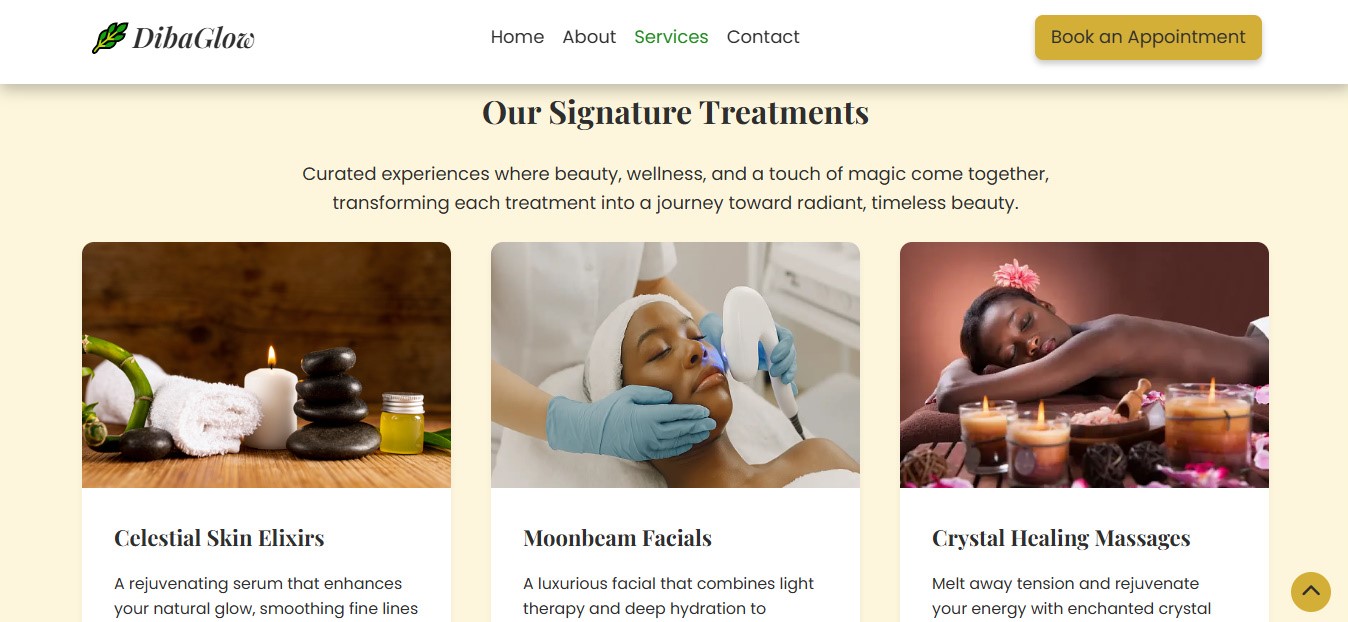 DibaGlow
Home About Services Contact
Book an Appointment
Our Signature Treatments
Curated experiences where beauty, wellness, and a touch of magic come together,
transforming each treatment into a journey toward radiant, timeless beauty.
Celestial Skin Elixirs
A rejuvenating serum that enhances
your natural glow, smoothing fine lines
Moonbeam Facials
A luxurious facial that combines light
therapy and deep hydration to
Crystal Healing Massages
Melt away tension and rejuvenate
your energy with enchanted crystal